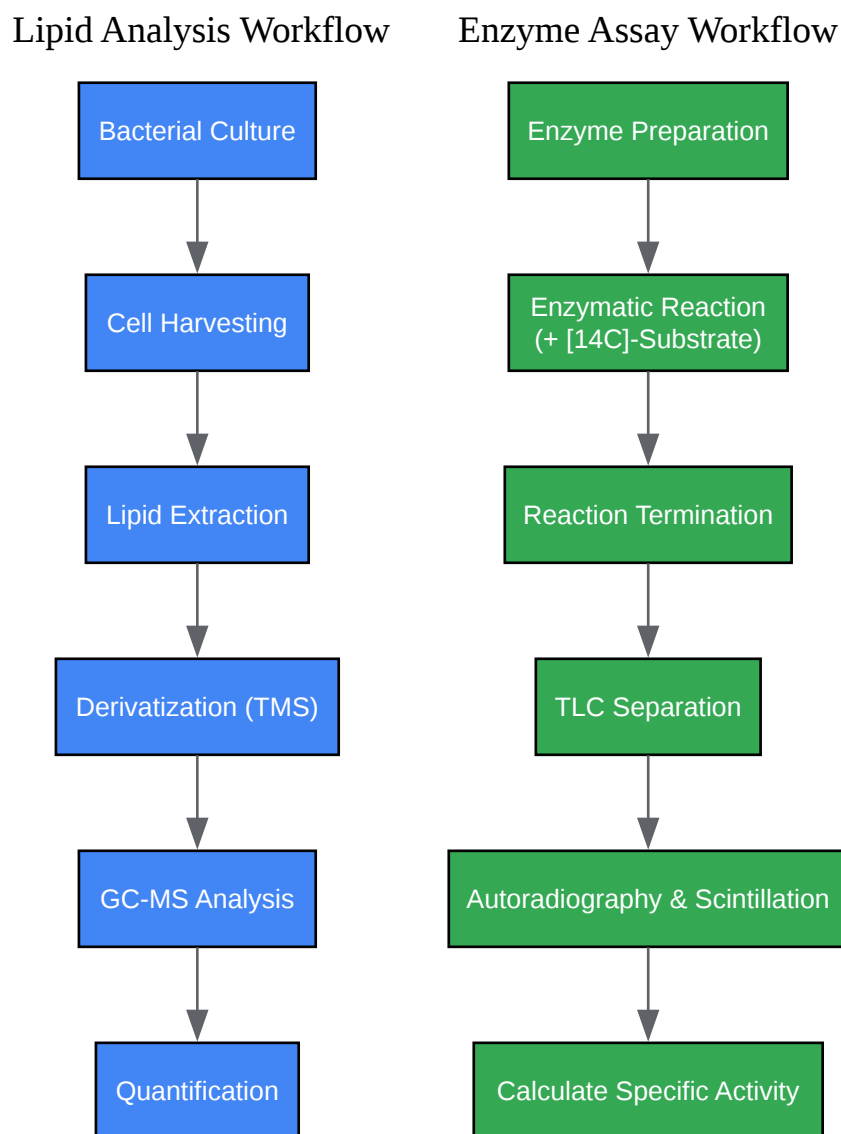 Lipid Analysis Workflow
Bacterial Culture
Cell Harvesting
Lipid Extraction
Derivatization (TMS)
GC-MS Analysis
Quantification
Enzyme Assay Workflow
Enzyme Preparation
Enzymatic Reaction
(+ [14C]-Substrate)
Reaction Termination
TLC Separation
Autoradiography & Scintillation
Calculate Specific Activity